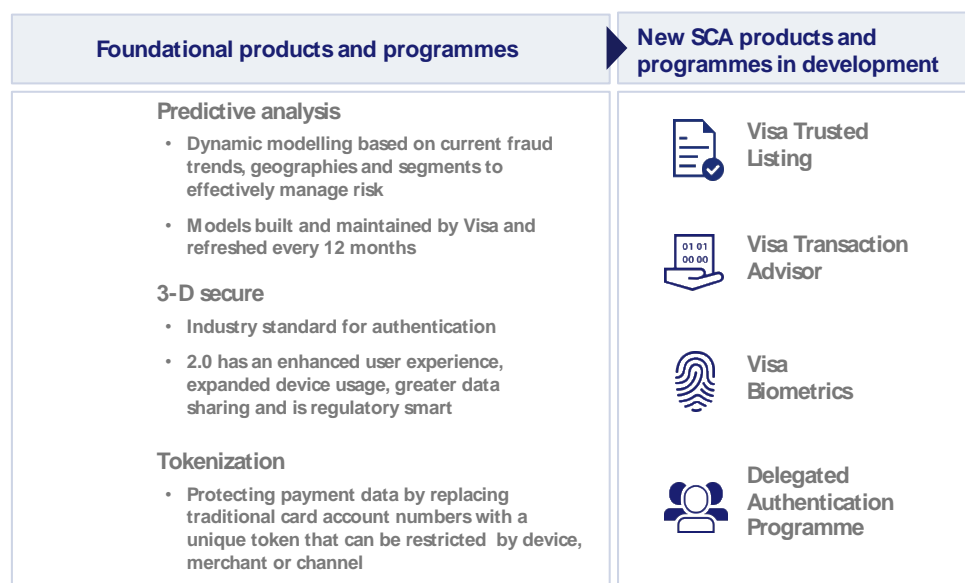 Foundational products and programmes
New SCA products and
programmes in development
Predictive analysis
• Dynamic modelling based on current fraud
trends, geographies and segments to
effectively manage risk
• Models built and maintained by Visa and
refreshed every 12 months
3-D secure
• Industry standard for authentication
• 2.0 has an enhanced user experience,
expanded device usage, greater data
sharing and is regulatory smart
Tokenization
• Protecting payment data by replacing
traditional card account numbers with a
unique token that can be restricted by device,
merchant or channel
Visa Trusted
Listing
01 01
00 00
Visa Transaction
Advisor
Visa
Biometrics
Delegated
Authentication
Programme